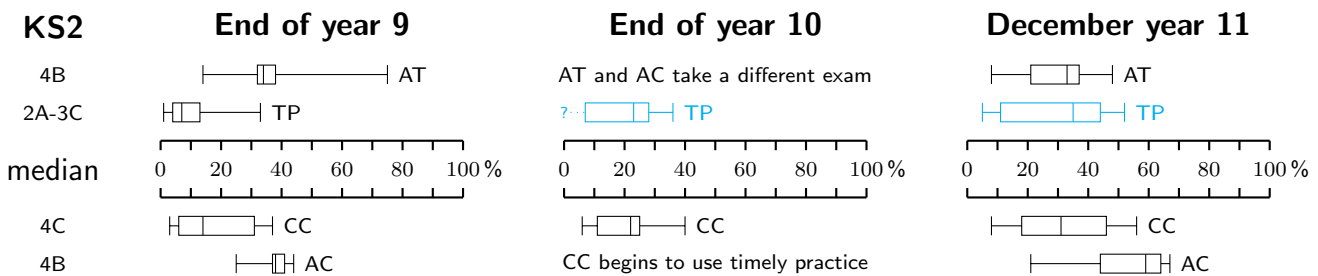 KS2 End of year 9 End of year 10 December year 11
4B AT AT and AC take a different exam AT
2A-3C TP ? TP TP
median 0 20 40 60 80 100 % 0 20 40 60 80 100 % 0 20 40 60 80 100 %
4C CC CC CC
4B AC CC begins to use timely practice AC